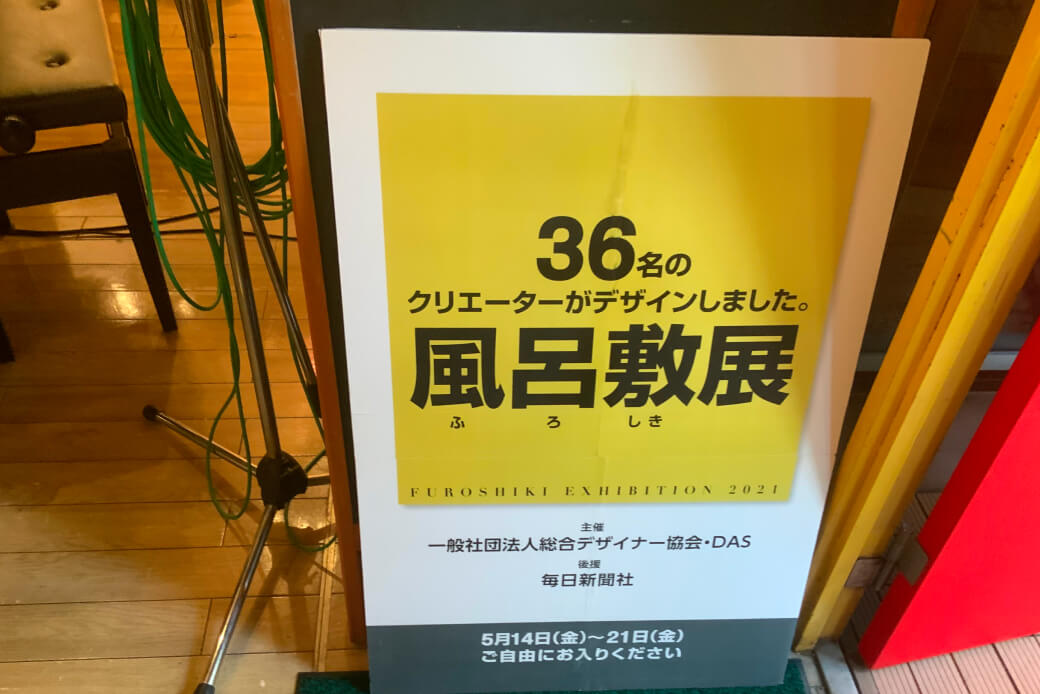 36名の
クリエーターがデザインしました。
風呂敷展
ふろしき
FUROSHIKI EXHIBITION 2021
主催
一般社団法人総合デザイナー協会・DAS
後援
毎日新聞社
5月14日(金)〜21日(金)
ご自由にお入りください